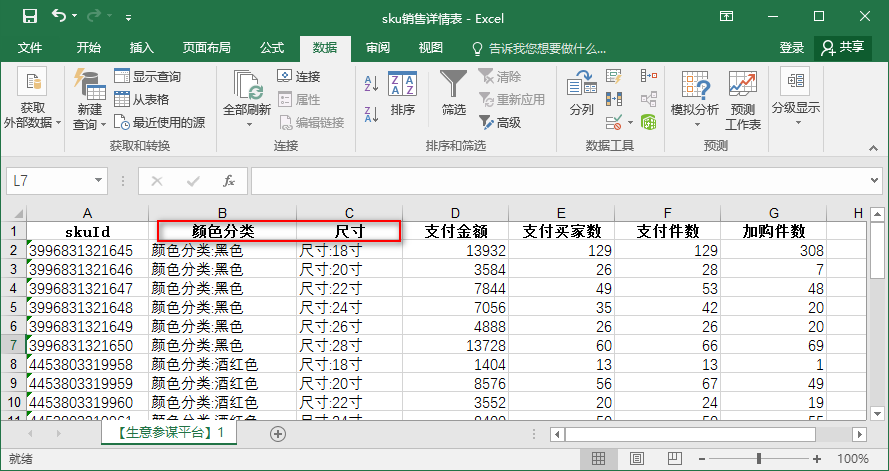 sku销售详情表 - Excel
文件 开始 插入 页面布局 公式 数据 审阅 视图 告诉我您想要做什么... 登录 共享
获取 外部数据 新建 查询 显示查询 从表格 最近使用的源 全部刷新 连接 属性 编辑链接 排序 筛选 清除 重新应用 高级 分列 模拟分析 预测 工作表 分级显示
获取和转换 连接 排序和筛选 数据工具 预测
L7 fx
A B C D E F G H
1 skuId 颜色分类 尺寸 支付金额 支付买家数 支付件数 加购件数
2 3996831321645 颜色分类:黑色 尺寸:18寸 13932 129 129 308
3 3996831321646 颜色分类:黑色 尺寸:20寸 3584 26 28 7
4 3996831321647 颜色分类:黑色 尺寸:22寸 7844 49 53 48
5 3996831321648 颜色分类:黑色 尺寸:24寸 7056 35 42 20
6 3996831321649 颜色分类:黑色 尺寸:26寸 4888 26 26 20
7 3996831321650 颜色分类:黑色 尺寸:28寸 13728 60 66 69
8 4453803319958 颜色分类:酒红色 尺寸:18寸 1404 13 13 1
9 4453803319959 颜色分类:酒红色 尺寸:20寸 8576 56 67 49
10 4453803319960 颜色分类:酒红色 尺寸:22寸 3552 20 24 19
【生意参谋平台】1
就绪 100%